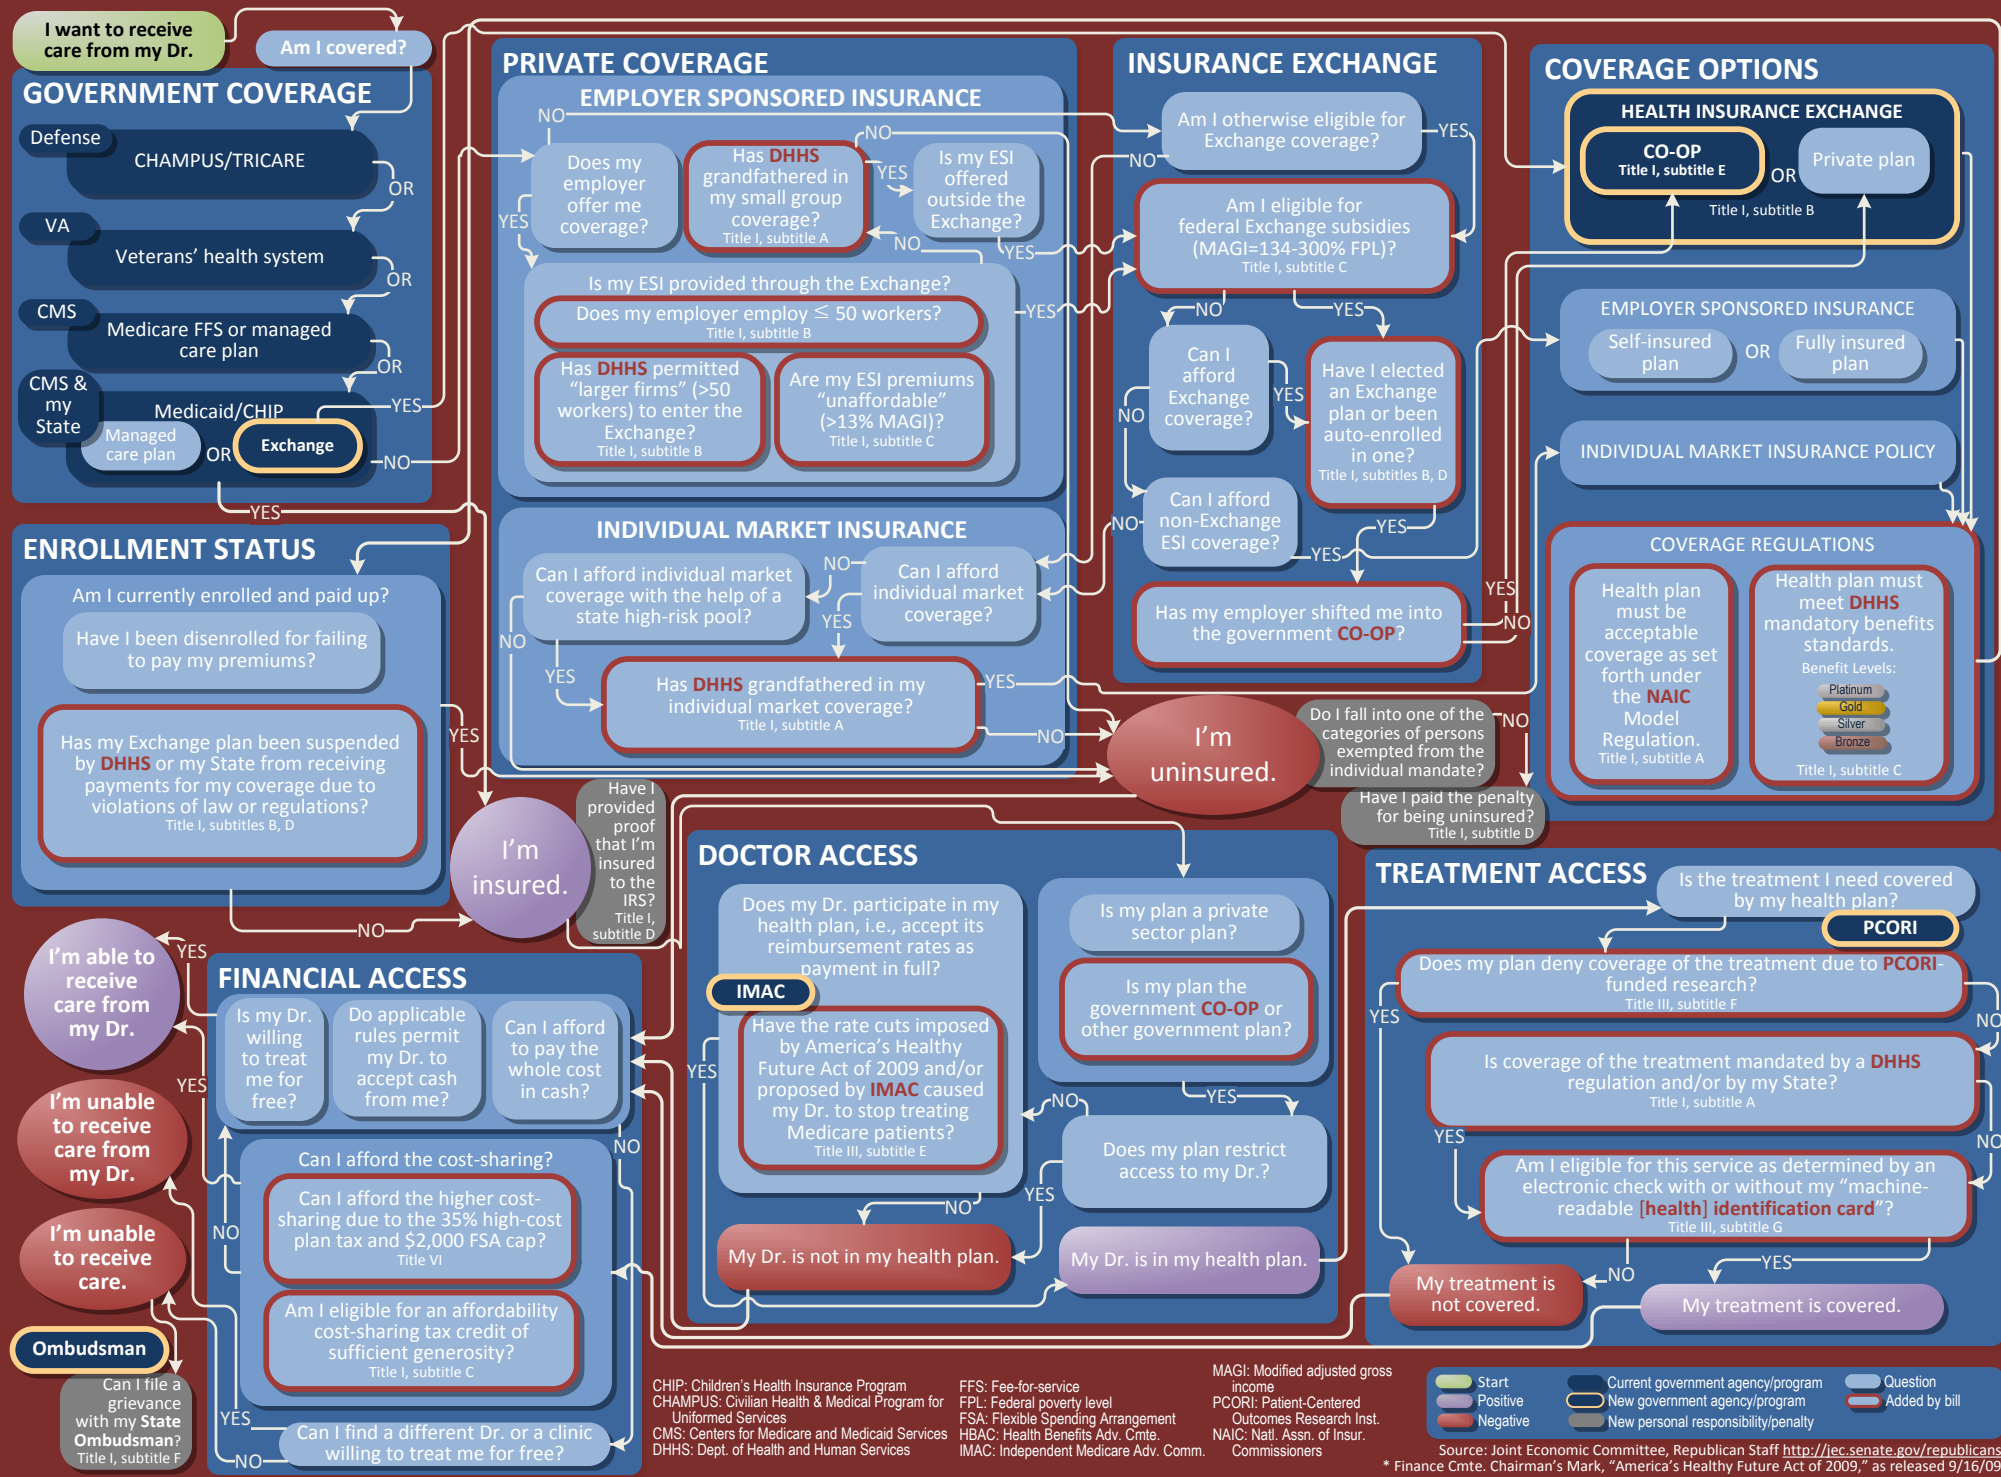 I want to receive
care from my Dr.
Am I covered?
GOVERNMENT COVERAGE
Defense
CHAMPUS/TRICARE
OR
VA
Veterans’ health system
OR
CMS
Medicare FFS or managed
care plan
OR
CMS &
my
State
Medicaid/CHIP
Managed
care plan
OR
Exchange
YES
NO
YES
PRIVATE COVERAGE
EMPLOYER SPONSORED INSURANCE
NO
Does my
employer
offer me
coverage?
YES
Has DHHS
grandfathered in
my small group
coverage?
Title I, subtitle A
NO
YES
Is my ESI
offered
outside the
Exchange?
NO
YES
Is my ESI provided through the Exchange?
Does my employer employ ≤ 50 workers?
Title I, subtitle B
YES
Has DHHS permitted
“larger firms” (>50
workers) to enter the
Exchange?
Title I, subtitle B
Are my ESI premiums
“unaffordable”
(>13% MAGI)?
Title I, subtitle C
INDIVIDUAL MARKET INSURANCE
Can I afford individual market
coverage with the help of a
state high-risk pool?
NO
Can I afford
individual market
coverage?
YES
NO
YES
Has DHHS grandfathered in my
individual market coverage?
Title I, subtitle A
YES
NO
INSURANCE EXCHANGE
Am I otherwise eligible for
Exchange coverage?
YES
NO
Am I eligible for
federal Exchange subsidies
(MAGI=134-300% FPL)?
Title I, subtitle C
NO
YES
Can I
afford
Exchange
coverage?
YES
NO
Have I elected
an Exchange
plan or been
auto-enrolled
in one?
Title I, subtitles B, D
Can I afford
non-Exchange
ESI coverage?
NO
YES
YES
Has my employer shifted me into
the government CO-OP?
YES
NO
COVERAGE OPTIONS
HEALTH INSURANCE EXCHANGE
CO-OP
Title I, subtitle E
OR
Private plan
Title I, subtitle B
EMPLOYER SPONSORED INSURANCE
Self-insured
plan
OR
Fully insured
plan
INDIVIDUAL MARKET INSURANCE POLICY
COVERAGE REGULATIONS
Health plan
must be
acceptable
coverage as set
forth under
the NAIC
Model
Regulation.
Title I, subtitle A
Health plan must
meet DHHS
mandatory benefits
standards.
Benefit Levels:
Platinum
Gold
Silver
Bronze
Title I, subtitle C
ENROLLMENT STATUS
Am I currently enrolled and paid up?
Have I been disenrolled for failing
to pay my premiums?
Has my Exchange plan been suspended
by DHHS or my State from receiving
payments for my coverage due to
violations of law or regulations?
Title I, subtitles B, D
YES
NO
I’m
insured.
Have I
provided
proof
that I’m
insured
to the
IRS?
Title I,
subtitle D
I’m
uninsured.
Do I fall into one of the
categories of persons
exempted from the
individual mandate?
NO
Have I paid the penalty
for being uninsured?
Title I, subtitle D
DOCTOR ACCESS
Does my Dr. participate in my
health plan, i.e., accept its
reimbursement rates as
payment in full?
IMAC
Have the rate cuts imposed
by America’s Healthy
Future Act of 2009 and/or
proposed by IMAC caused
my Dr. to stop treating
Medicare patients?
Title III, subtitle E
YES
NO
Is my plan a private
sector plan?
Is my plan the
government CO-OP or
other government plan?
YES
NO
Does my plan restrict
access to my Dr.?
YES
My Dr. is not in my health plan.
My Dr. is in my health plan.
TREATMENT ACCESS
Is the treatment I need covered
by my health plan?
PCORI
Does my plan deny coverage of the treatment due to PCORI-
funded research?
Title III, subtitle F
YES
NO
Is coverage of the treatment mandated by a DHHS
regulation and/or by my State?
Title I, subtitle A
YES
NO
Am I eligible for this service as determined by an
electronic check with or without my “machine-
readable [health] identification card”?
Title III, subtitle G
NO
YES
My treatment is
not covered.
My treatment is covered.
I’m able to
receive
care from
my Dr.
YES
YES
I’m unable
to receive
care from
my Dr.
I’m unable
to receive
care.
Ombudsman
Can I file a
grievance
with my State
Ombudsman?
Title I, subtitle F
FINANCIAL ACCESS
Is my Dr.
willing
to treat
me for
free?
Do applicable
rules permit
my Dr. to
accept cash
from me?
Can I afford
to pay the
whole cost
in cash?
NO
Can I afford the cost-sharing?
Can I afford the higher cost-
sharing due to the 35% high-cost
plan tax and $2,000 FSA cap?
Title VI
NO
Am I eligible for an affordability
cost-sharing tax credit of
sufficient generosity?
Title I, subtitle C
YES
Can I find a different Dr. or a clinic
willing to treat me for free?
NO
CHIP: Children’s Health Insurance Program
CHAMPUS: Civilian Health & Medical Program for
Uniformed Services
CMS: Centers for Medicare and Medicaid Services
DHHS: Dept. of Health and Human Services
FFS: Fee-for-service
FPL: Federal poverty level
FSA: Flexible Spending Arrangement
HBAC: Health Benefits Adv. Cmte.
IMAC: Independent Medicare Adv. Comm.
MAGI: Modified adjusted gross
income
PCORI: Patient-Centered
Outcomes Research Inst.
NAIC: Natl. Assn. of Insur.
Commissioners
Start
Positive
Negative
Current government agency/program
New government agency/program
New personal responsibility/penalty
Question
Added by bill
Source: Joint Economic Committee, Republican Staff http://jec.senate.gov/republicans
* Finance Cmte. Chairman’s Mark, “America’s Healthy Future Act of 2009,” as released 9/16/09